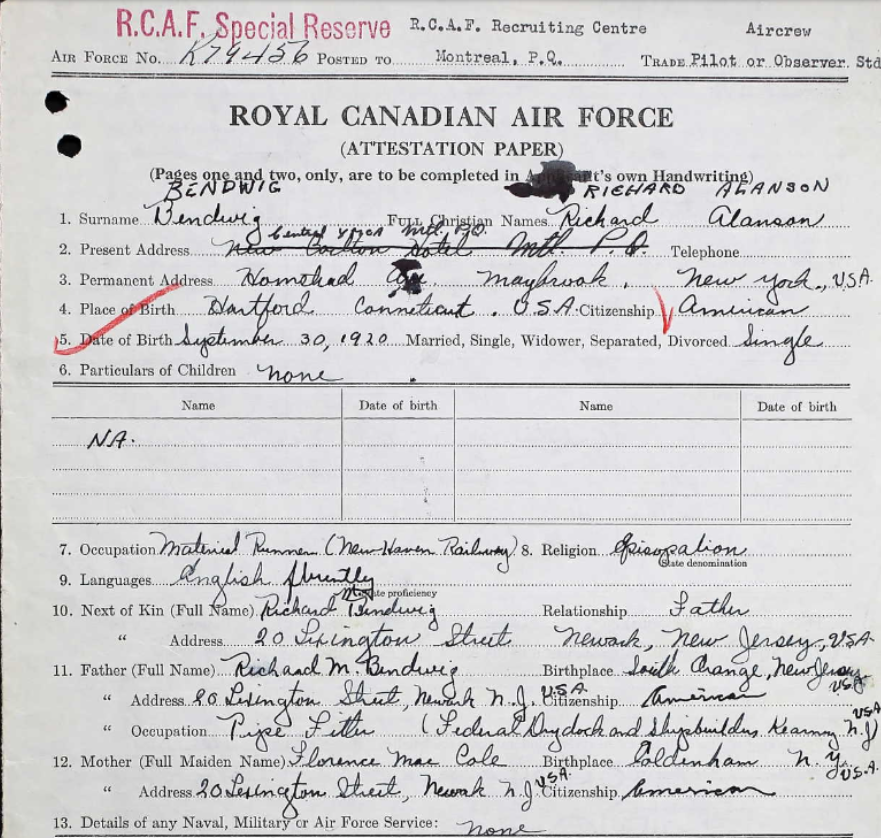 R.C.A.F. Special Reserve R.C.A.F. Recruiting Centre Aircrew
AIR FORCE NO. K79456 POSTED TO Montreal, P.Q. TRADE Pilot or Observer Std
ROYAL CANADIAN AIR FORCE
(ATTESTATION PAPER)
(Pages one and two, only, are to be completed in Applicant's own Handwriting)
BENDWIG RICHARD ALANSON
1. Surname Bendwig FULL Christian Names Richard Alanson
Central YMCA Mtl. P.Q.
2. Present Address New Carlton Hotel Mtl. P.Q. Telephone
3. Permanent Address Homstead Ave Maybrook, New York, USA.
4. Place of Birth Hartford Conneticut. USA. Citizenship American
5. Date of Birth September 30, 1920 Married, Single, Widower, Separated, Divorced Single
6. Particulars of Children none
Name Date of birth Name Date of birth
NA.
7. Occupation Material Runner (New Haven Railway) 8. Religion Episcopation
State denomination
9. Languages English fluently
State proficiency
10. Next of Kin (Full Name) Richard M. Bendwig Relationship Father
" Address 20 Lexington Street Newark, New Jersey, USA
11. Father (Full Name) Richard M. Bendwig Birthplace South Orange, New Jersey U.S.A.
" Address 20 Lexington Street, Newark N.J. U.S.A. Citizenship American
" Occupation Pipe Fitter (Federal Drydock and Shipbuilders Kearney N.J) USA
12. Mother (Full Maiden Name) Florence Mae Cole Birthplace Coldenham N.Y. U.S.A.
" Address 20 Lexington Street, Newark N.J. USA. Citizenship American
13. Details of any Naval, Military or Air Force Service: none